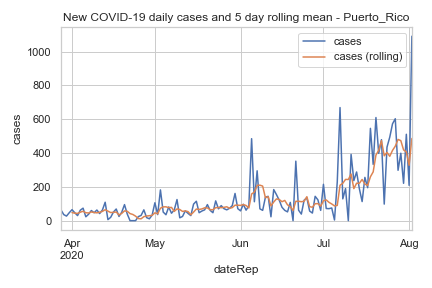 New COVID-19 daily cases and 5 day rolling mean - Puerto_Rico
cases
cases (rolling)
1000
800
600
400
200
0
cases
Apr
2020
May
Jun
Jul
Aug
dateRep